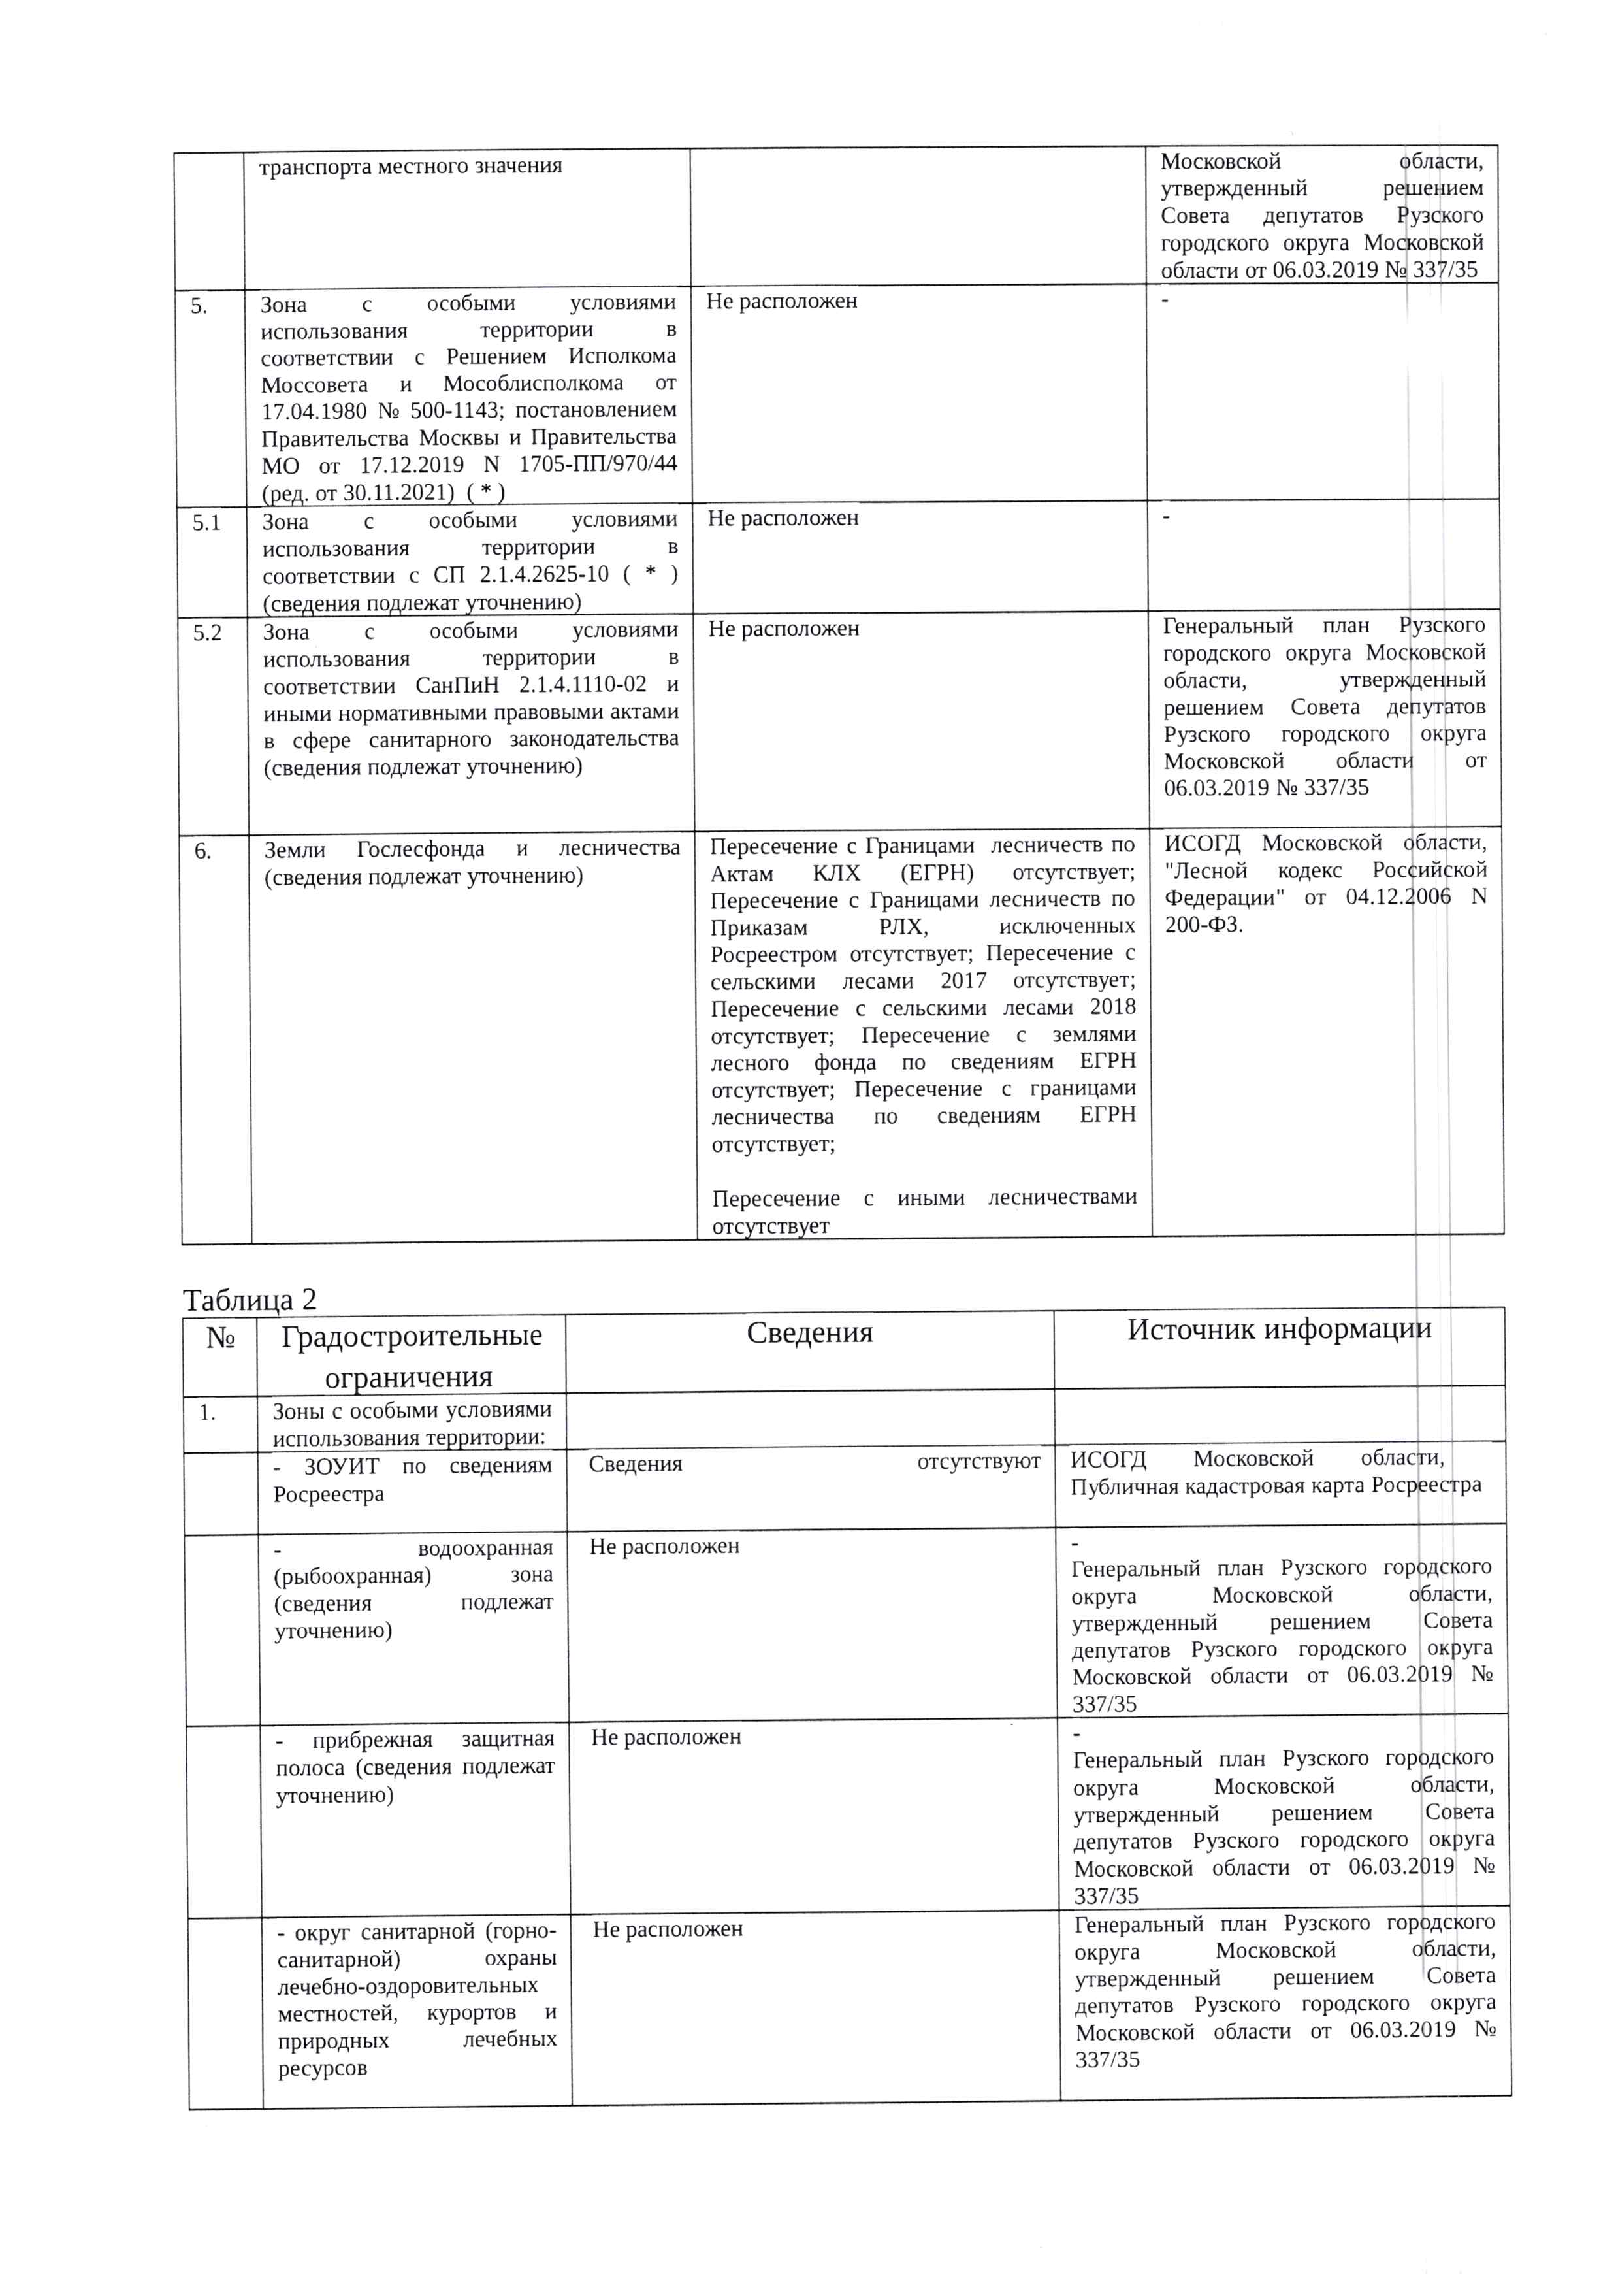 транспорта местного значения
Московской области,
утвержденный решением
Совета депутатов Рузского
городского округа Московской
области от 06.03.2019 № 337/35
5.
Зона с особыми условиями
использования территории в
соответствии с Решением Исполкома
Моссовета и Мособлисполкома от
17.04.1980 № 500-1143; постановлением
Правительства Москвы и Правительства
МО от 17.12.2019 N 1705-ПП/970/44
(ред. от 30.11.2021) ( * )
Не расположен
-
5.1
Зона с особыми условиями
использования территории в
соответствии с СП 2.1.4.2625-10 ( * )
(сведения подлежат уточнению)
Не расположен
-
5.2
Зона с особыми условиями
использования территории в
соответствии СанПиН 2.1.4.1110-02 и
иными нормативными правовыми актами
в сфере санитарного законодательства
(сведения подлежат уточнению)
Не расположен
Генеральный план Рузского
городского округа Московской
области, утвержденный
решением Совета депутатов
Рузского городского округа
Московской области от
06.03.2019 № 337/35
6.
Земли Гослесфонда и лесничества
(сведения подлежат уточнению)
Пересечение с Границами лесничеств по
Актам КЛХ (ЕГРН) отсутствует;
Пересечение с Границами лесничеств по
Приказам РЛХ, исключенных
Росреестром отсутствует; Пересечение с
сельскими лесами 2017 отсутствует;
Пересечение с сельскими лесами 2018
отсутствует; Пересечение с землями
лесного фонда по сведениям ЕГРН
отсутствует; Пересечение с границами
лесничества по сведениям ЕГРН
отсутствует;
Пересечение с иными лесничествами
отсутствует
ИСОГД Московской области,
"Лесной кодекс Российской
Федерации" от 04.12.2006 N
200-ФЗ.
Таблица 2
№
Градостроительные
ограничения
Сведения
Источник информации
1.
Зоны с особыми условиями
использования территории:
- ЗОУИТ по сведениям
Росреестра
Сведения отсутствуют
ИСОГД Московской области,
Публичная кадастровая карта Росреестра
- водоохранная
(рыбоохранная) зона
(сведения подлежат
уточнению)
Не расположен
-
Генеральный план Рузского городского
округа Московской области,
утвержденный решением Совета
депутатов Рузского городского округа
Московской области от 06.03.2019 №
337/35
- прибрежная защитная
полоса (сведения подлежат
уточнению)
Не расположен
-
Генеральный план Рузского городского
округа Московской области,
утвержденный решением Совета
депутатов Рузского городского округа
Московской области от 06.03.2019 №
337/35
- округ санитарной (горно-
санитарной) охраны
лечебно-оздоровительных
местностей, курортов и
природных лечебных
ресурсов
Не расположен
Генеральный план Рузского городского
округа Московской области,
утвержденный решением Совета
депутатов Рузского городского округа
Московской области от 06.03.2019 №
337/35